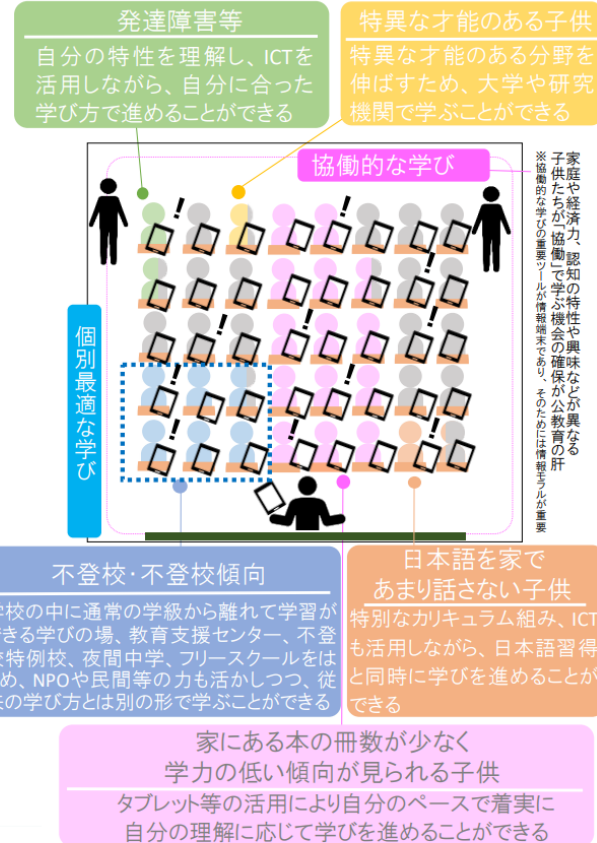 発達障害等
自分の特性を理解し、ICTを
活用しながら、自分に合った
学び方で進めることができる
特異な才能のある子供
特異な才能のある分野を
伸ばすため、大学や研究
機関で学ぶことができる
協働的な学び
家庭や経済力、認知の特性や興味などが異なる
子供たちが「協働」で学ぶ機会の確保が公教育の肝
※協働的な学びの重要ツールが情報端末であり、そのためには情報モラルが重要
個別最適な学び
不登校・不登校傾向
学校の中に通常の学級から離れて学習が
できる学びの場、教育支援センター、不登
校特例校、夜間中学、フリースクールをは
じめ、NPOや民間等の力も活かしつつ、従
来の学び方とは別の形で学ぶことができる
日本語を家で
あまり話さない子供
特別なカリキュラム組み、ICT
も活用しながら、日本語習得
と同時に学びを進めることが
できる
家にある本の冊数が少なく
学力の低い傾向が見られる子供
タブレット等の活用により自分のペースで着実に
自分の理解に応じて学びを進めることができる